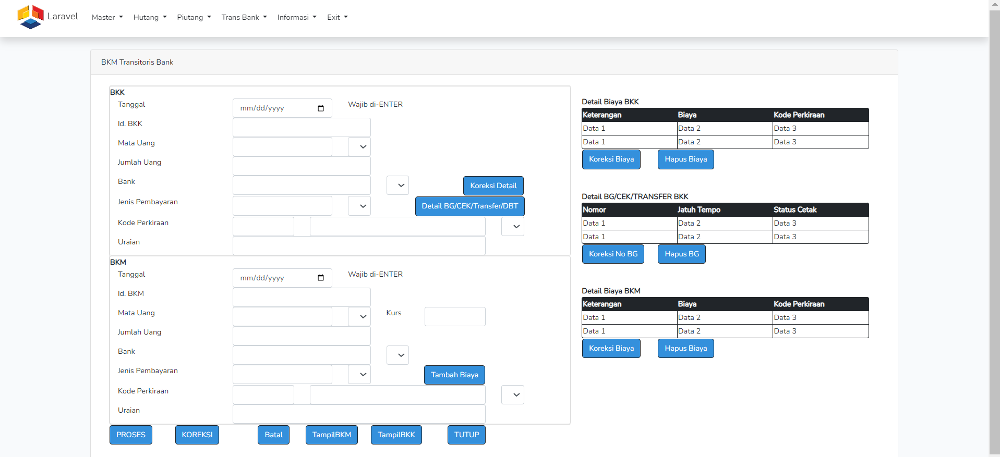 Laravel Master Hutang Piutang Trans Bank Informasi Exit
BKM Transitoris Bank
BKK
Tanggal mm/dd/yyyy Wajib di-ENTER
Id. BKK
Mata Uang
Jumlah Uang
Bank Koreksi Detail
Jenis Pembayaran Detail BG/CEK/Transfer/DBT
Kode Perkiraan
Uraian
BKM
Tanggal mm/dd/yyyy Wajib di-ENTER
Id. BKM
Mata Uang Kurs
Jumlah Uang
Bank
Jenis Pembayaran Tambah Biaya
Kode Perkiraan
Uraian
PROSES KOREKSI Batal TampilBKM TampilBKK TUTUP
Detail Biaya BKK
Keterangan Biaya Kode Perkiraan
Data 1 Data 2 Data 3
Data 1 Data 2 Data 3
Koreksi Biaya Hapus Biaya
Detail BG/CEK/TRANSFER BKK
Nomor Jatuh Tempo Status Cetak
Data 1 Data 2 Data 3
Data 1 Data 2 Data 3
Koreksi No BG Hapus BG
Detail Biaya BKM
Keterangan Biaya Kode Perkiraan
Data 1 Data 2 Data 3
Data 1 Data 2 Data 3
Koreksi Biaya Hapus Biaya